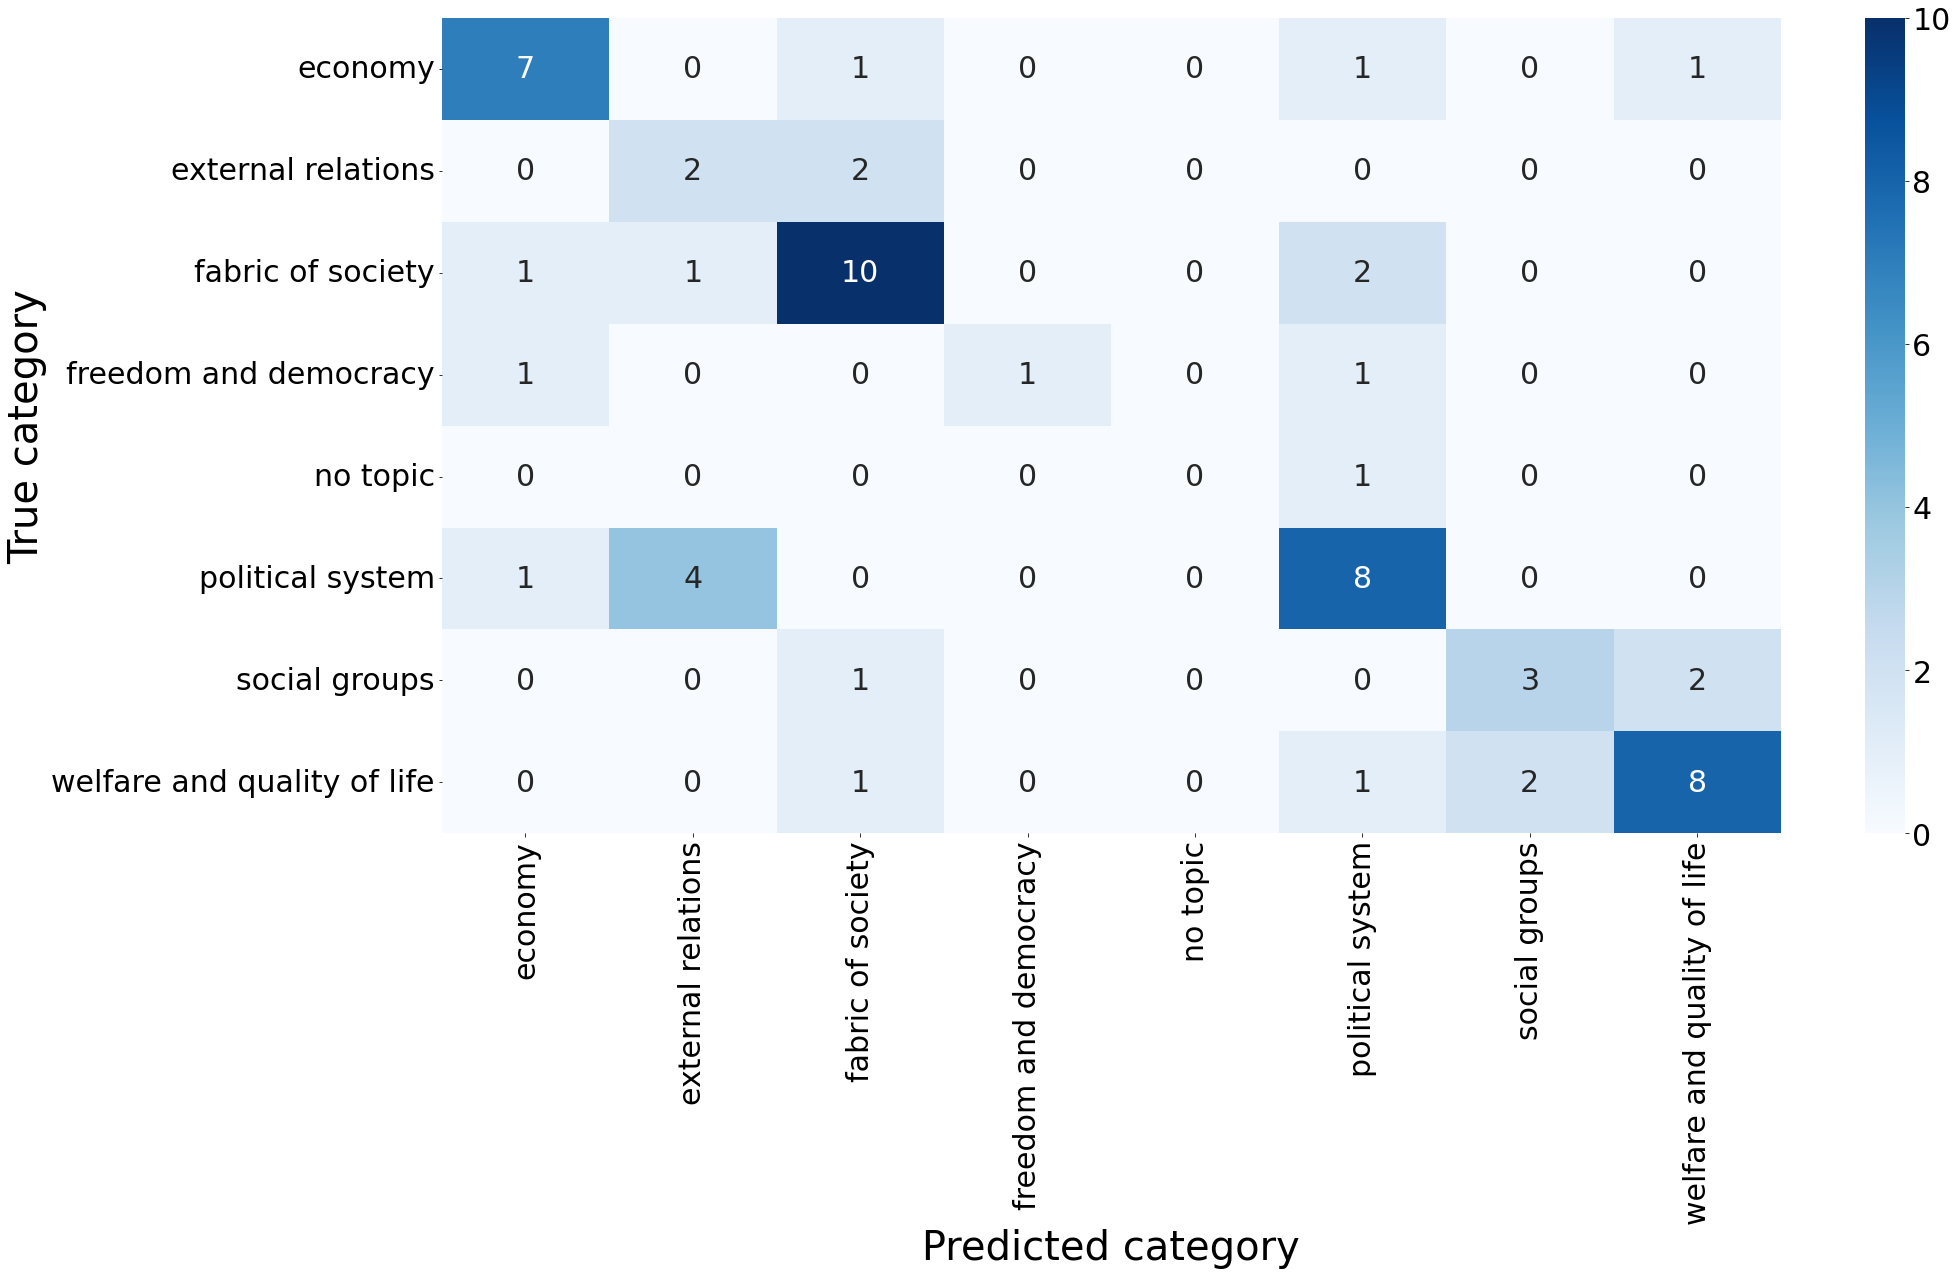 True category
economy 7 0 1 0 0 1 0 1
external relations 0 2 2 0 0 0 0 0
fabric of society 1 1 10 0 0 2 0 0
freedom and democracy 1 0 0 1 0 1 0 0
no topic 0 0 0 0 0 1 0 0
political system 1 4 0 0 0 8 0 0
social groups 0 0 1 0 0 0 3 2
welfare and quality of life 0 0 1 0 0 1 2 8
economy
external relations
fabric of society
freedom and democracy
no topic
political system
social groups
welfare and quality of life
Predicted category
10
8
6
4
2
0